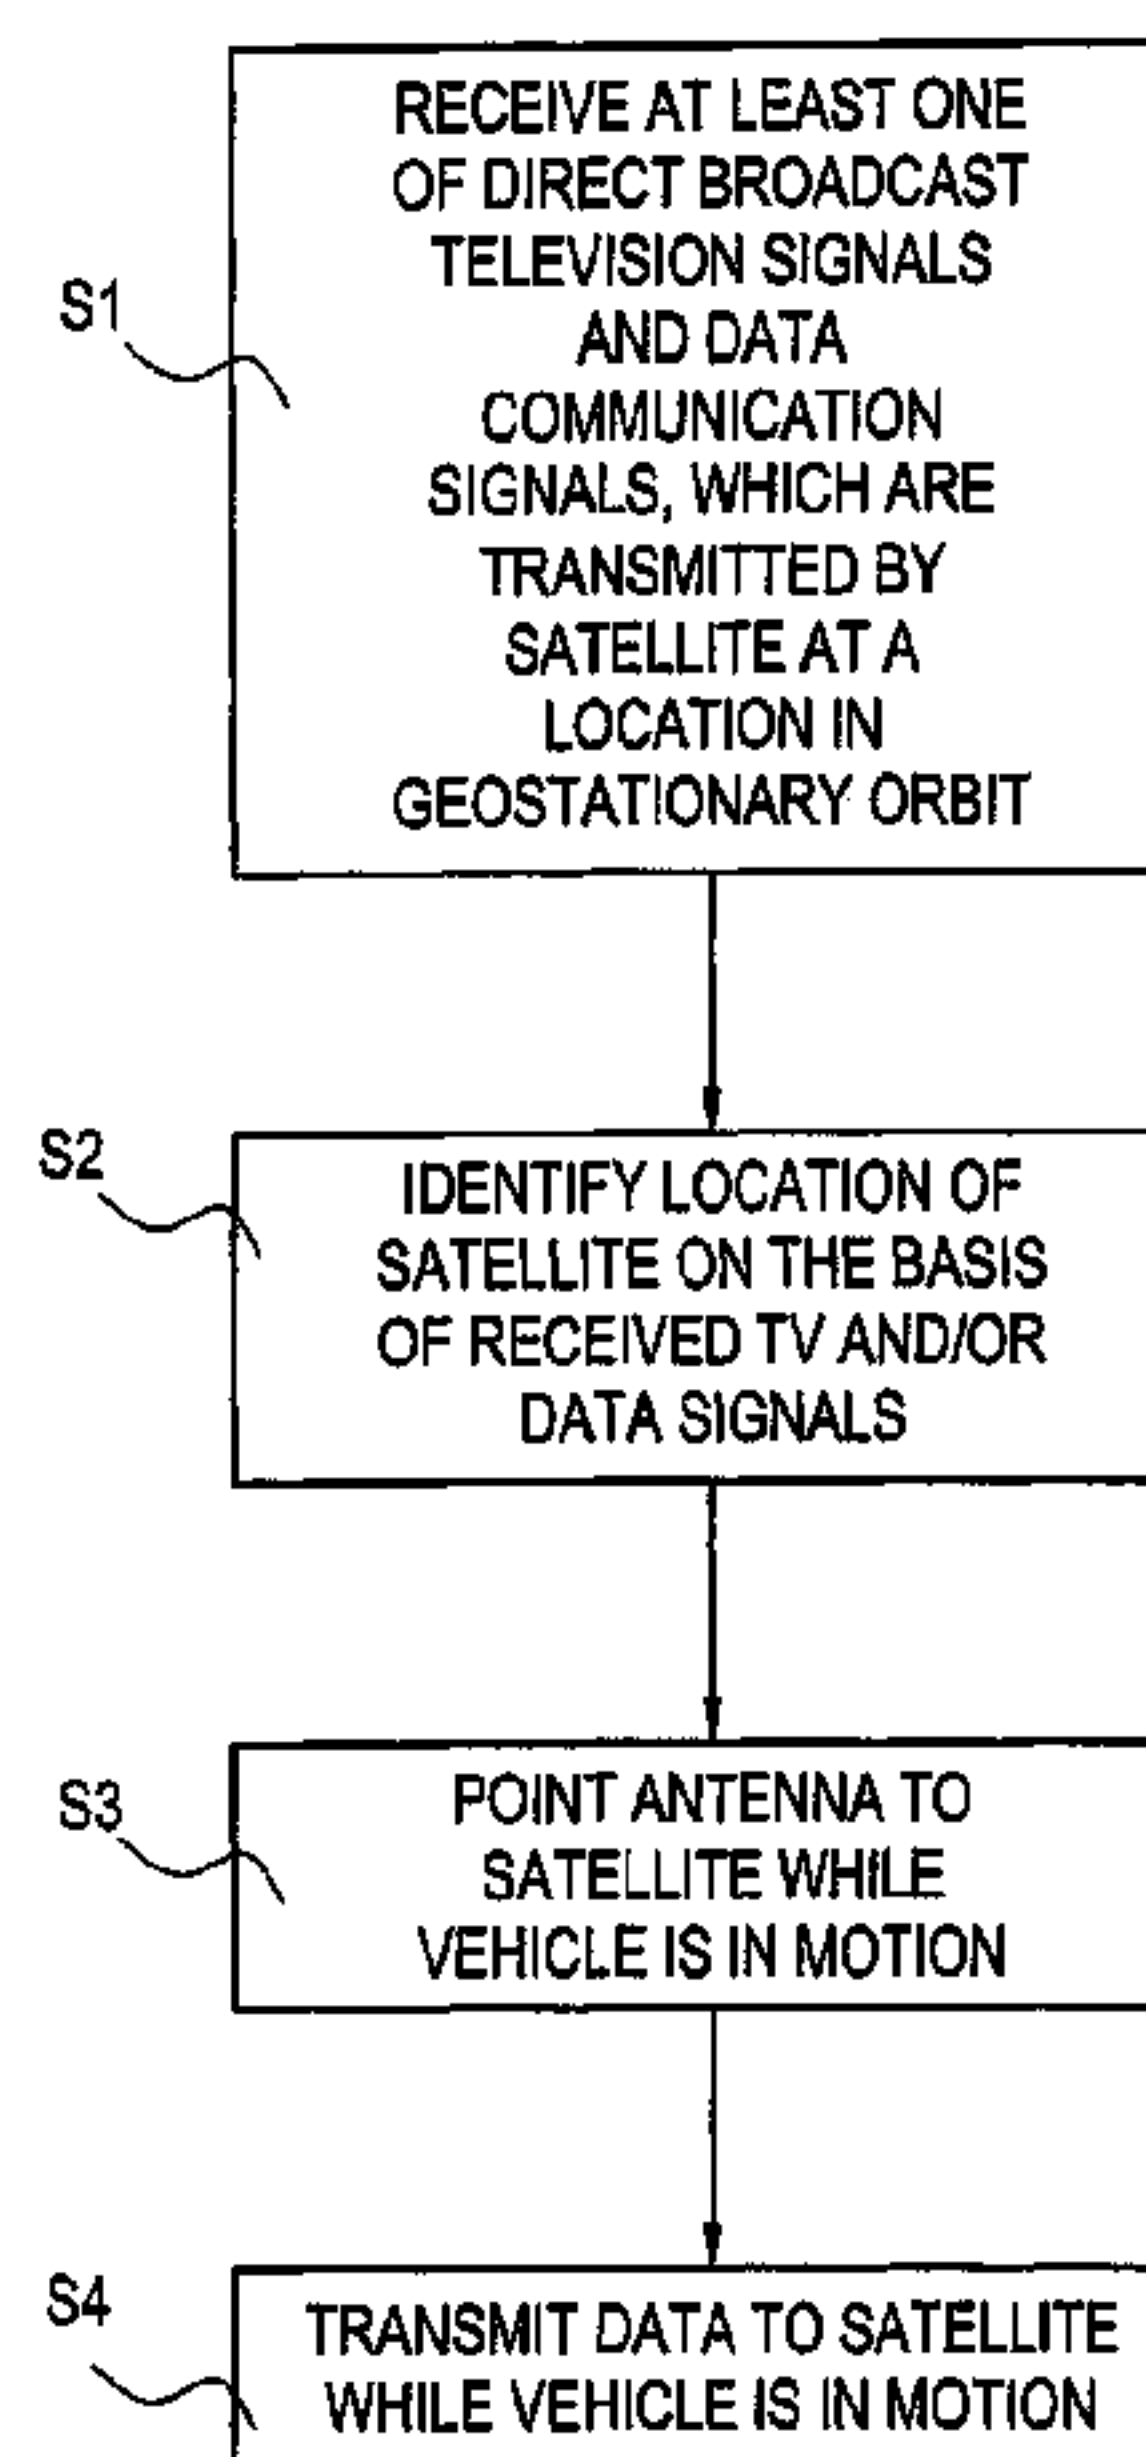 S1
RECEIVE AT LEAST ONE
OF DIRECT BROADCAST
TELEVISION SIGNALS
AND DATA
COMMUNICATION
SIGNALS, WHICH ARE
TRANSMITTED BY
SATELLITE AT A
LOCATION IN
GEOSTATIONARY ORBIT
S2
IDENTIFY LOCATION OF
SATELLITE ON THE BASIS
OF RECEIVED TV AND/OR
DATA SIGNALS
S3
POINT ANTENNA TO
SATELLITE WHILE
VEHICLE IS IN MOTION
S4
TRANSMIT DATA TO SATELLITE
WHILE VEHICLE IS IN MOTION